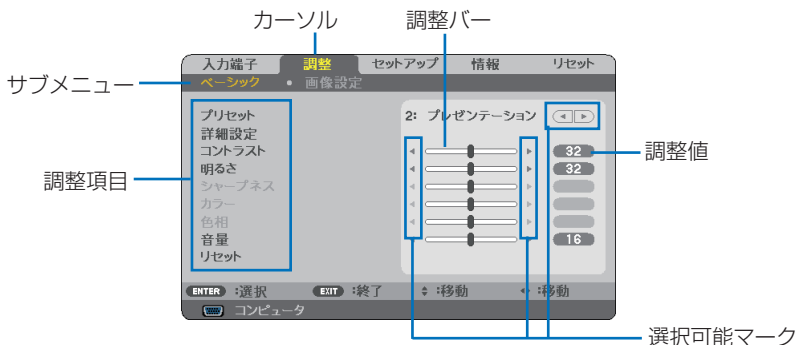 カーソル 調整バー
入力端子 調整 セットアップ 情報 リセット
サブメニュー ベーシック ● 画像設定
プリセット 2: プレゼンテーション
詳細設定
コントラスト 32 調整値
明るさ 32
調整項目 シャープネス
カラー
色相
音量 16
リセット
ENTER :選択 EXIT :終了 :移動 :移動
コンピュータ
選択可能マーク